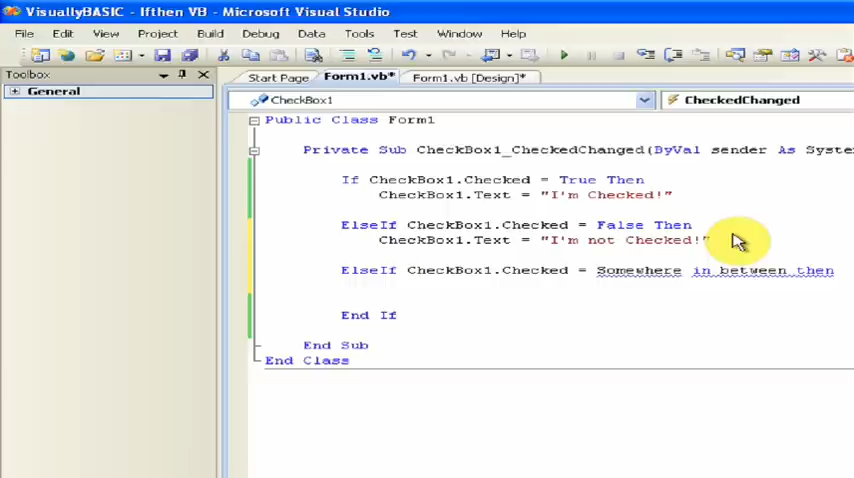 VisuallyBASIC - Ifthen VB - Microsoft Visual Studio
File Edit View Project Build Debug Data Tools Test Window Help
Toolbox
Start Page Form1.vb* Form1.vb [Design]*
General
CheckBox1 CheckedChanged
Public Class Form1
Private Sub CheckBox1_CheckedChanged(ByVal sender As Syste
If CheckBox1.Checked = True Then
CheckBox1.Text = "I'm Checked!"
ElseIf CheckBox1.Checked = False Then
CheckBox1.Text = "I'm not Checked!"
ElseIf CheckBox1.Checked = Somewhere in between then
End If
End Sub
End Class